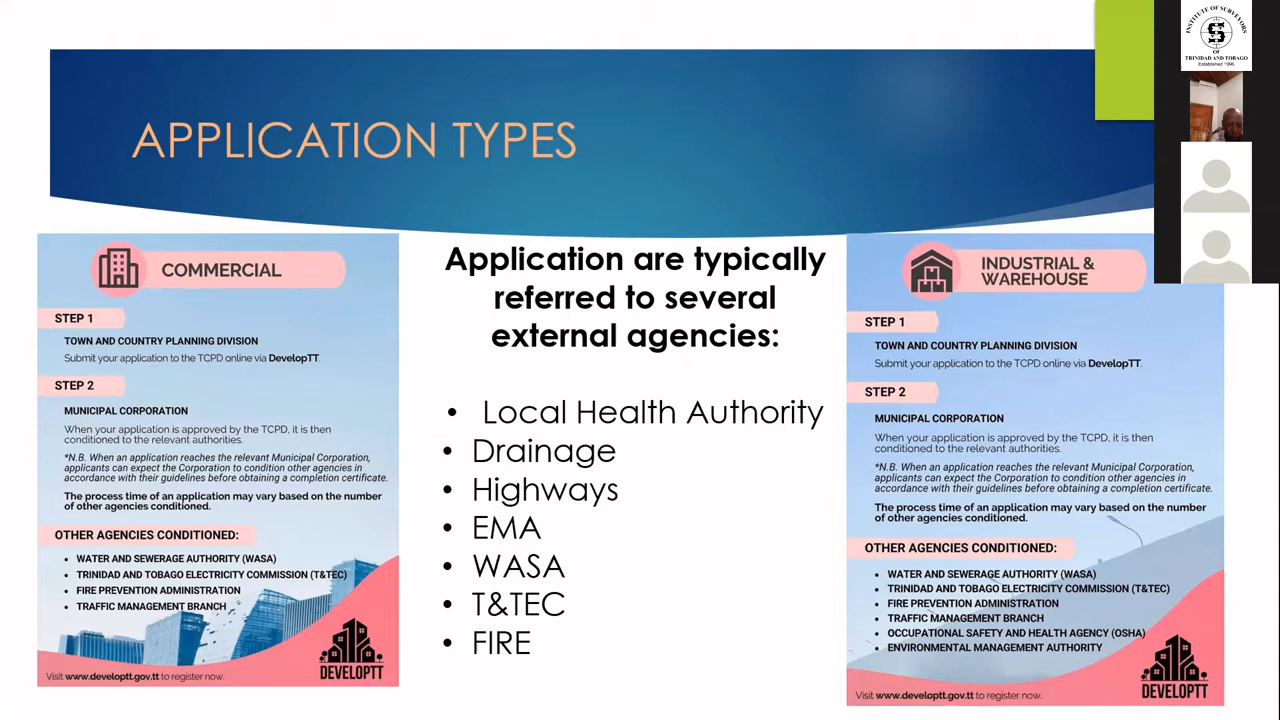 APPLICATION TYPES
COMMERCIAL
STEP 1
TOWN AND COUNTRY PLANNING DIVISION
Submit your application to the TCPD online via DevelopTT.
STEP 2
MUNICIPAL CORPORATION
When your application is approved by the TCPD, it is then
conditioned to the relevant authorities.
*N.B. When an application reaches the relevant Municipal Corporation,
applicants can expect the Corporation to condition other agencies in
accordance with their guidelines before obtaining a completion certificate.
The process time of an application may vary based on the number
of other agencies conditioned.
OTHER AGENCIES CONDITIONED:
• WATER AND SEWERAGE AUTHORITY (WASA)
• TRINIDAD AND TOBAGO ELECTRICITY COMMISSION (T&TEC)
• FIRE PREVENTION ADMINISTRATION
• TRAFFIC MANAGEMENT BRANCH
DEVELOPTT
Visit www.developtt.gov.tt to register now.
Application are typically
referred to several
external agencies:
• Local Health Authority
• Drainage
• Highways
• EMA
• WASA
• T&TEC
• FIRE
INDUSTRIAL &
WAREHOUSE
STEP 1
TOWN AND COUNTRY PLANNING DIVISION
Submit your application to the TCPD online via DevelopTT.
STEP 2
MUNICIPAL CORPORATION
When your application is approved by the TCPD, it is then
conditioned to the relevant authorities.
*N.B. When an application reaches the relevant Municipal Corporation,
applicants can expect the Corporation to condition other agencies in
accordance with their guidelines before obtaining a completion certificate.
The process time of an application may vary based on the number
of other agencies conditioned.
OTHER AGENCIES CONDITIONED:
• WATER AND SEWERAGE AUTHORITY (WASA)
• TRINIDAD AND TOBAGO ELECTRICITY COMMISSION (T&TEC)
• FIRE PREVENTION ADMINISTRATION
• TRAFFIC MANAGEMENT BRANCH
• OCCUPATIONAL SAFETY AND HEALTH AGENCY (OSHA)
• ENVIRONMENTAL MANAGEMENT AUTHORITY
DEVELOPTT
Visit www.developtt.gov.tt to register now.
INSTITUTE OF SURVEYORS
OF
TRINIDAD AND TOBAGO
Established 1996